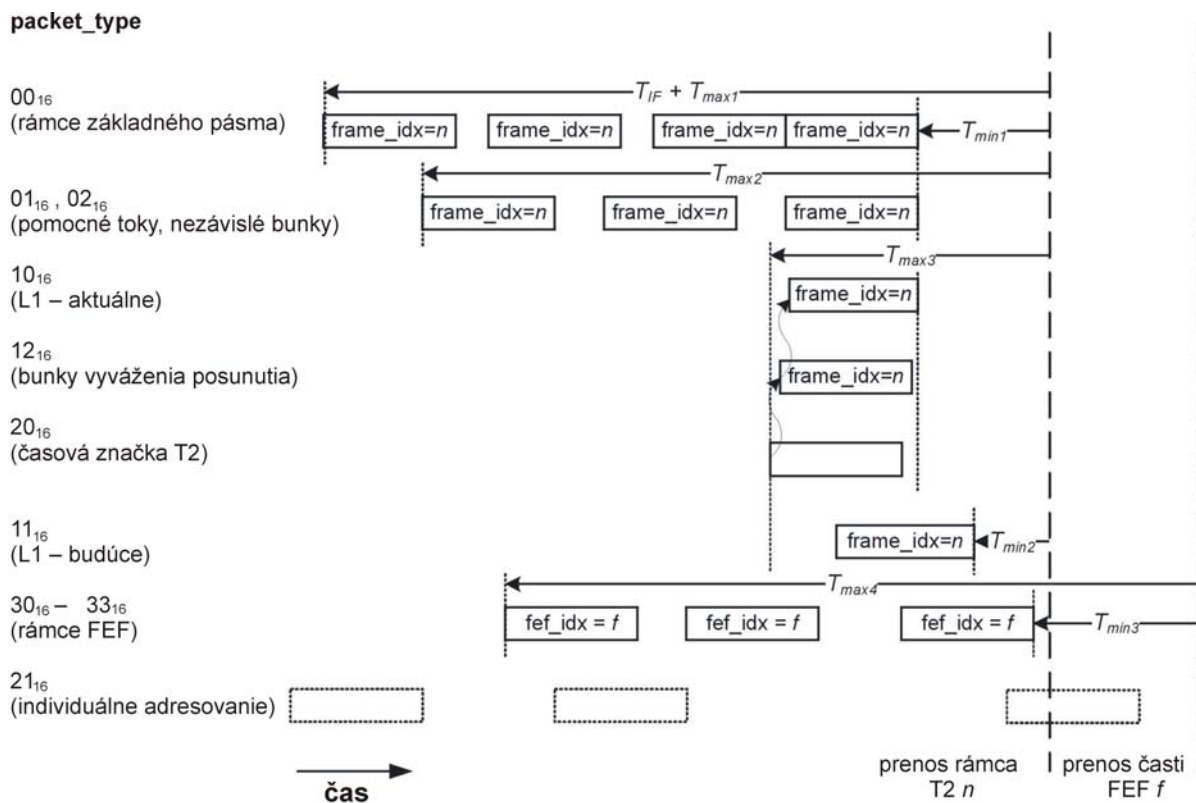 packet_type
T_IF + T_max1
00₁₆
(rámce základného pásma)
frame_idx=n frame_idx=n frame_idx=n frame_idx=n T_min1
T_max2
01₁₆ , 02₁₆
(pomocné toky, nezávislé bunky)
frame_idx=n frame_idx=n frame_idx=n
T_max3
10₁₆
(L1 – aktuálne)
frame_idx=n
12₁₆
(bunky vyváženia posunutia)
frame_idx=n
20₁₆
(časová značka T2)
11₁₆
(L1 – budúce)
frame_idx=n T_min2
T_max4
30₁₆ – 33₁₆
(rámce FEF)
fef_idx = f fef_idx = f fef_idx = f T_min3
21₁₆
(individuálne adresovanie)
čas
prenos rámca
T2 n
prenos časti
FEF f